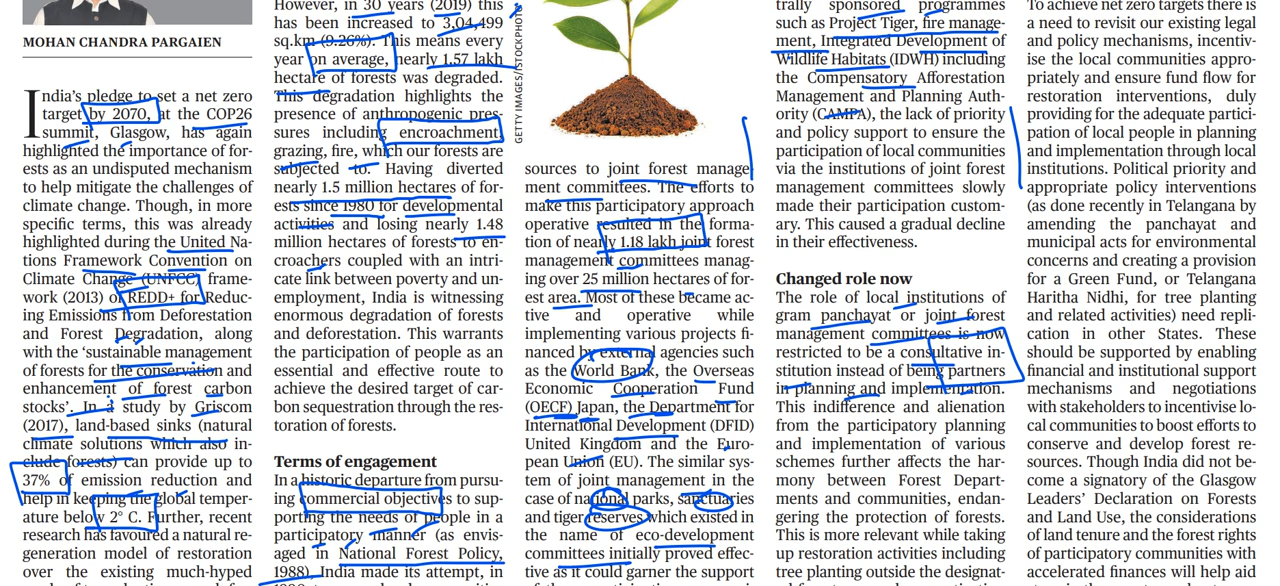 MOHAN CHANDRA PARGAIEN
India's pledge to set a net zero
target by 2070, at the COP26
summit, Glasgow, has again
highlighted the importance of for-
ests as an undisputed mechanism
to help mitigate the challenges of
climate change. Though, in more
specific terms, this was already
highlighted during the United Na-
tions Framework Convention on
Climate Change (UNFCC) frame-
work (2013) of REDD+ for Reduc-
ing Emissions from Deforestation
and Forest Degradation, along
with the 'sustainable management
of forests for the conservation and
enhancement of forest carbon
stocks'. In a study by Griscom
(2017), land-based sinks (natural
climate solutions which also in-
clude forests) can provide up to
37% of emission reduction and
help in keeping the global temper-
ature below 2° C. Further, recent
research has favoured a natural re-
generation model of restoration
over the existing much-hyped
However, in 30 years (2019) this
has been increased to 3,04,499
sq.km (9.26%). This means every
year on average, nearly 1.57 lakh
hectare of forests was degraded.
This degradation highlights the
presence of anthropogenic pres-
sures including encroachment,
grazing, fire, which our forests are
subjected to. Having diverted
nearly 1.5 million hectares of for-
ests since 1980 for developmental
activities and losing nearly 1.48
million hectares of forests to en-
croachers coupled with an intri-
cate link between poverty and un-
employment, India is witnessing
enormous degradation of forests
and deforestation. This warrants
the participation of people as an
essential and effective route to
achieve the desired target of car-
bon sequestration through the res-
toration of forests.
Terms of engagement
In a historic departure from pursu-
ing commercial objectives to sup-
porting the needs of people in a
participatory manner (as envis-
aged in National Forest Policy,
1988), India made its attempt, in
GETTY IMAGES/ISTOCKPHOTO
sources to joint forest manage-
ment committees. The efforts to
make this participatory approach
operative resulted in the forma-
tion of nearly 1.18 lakh joint forest
management committees manag-
ing over 25 million hectares of for-
est area. Most of these became ac-
tive and operative while
implementing various projects fi-
nanced by external agencies such
as the World Bank, the Overseas
Economic Cooperation Fund
(OECF) Japan, the Department for
International Development (DFID)
United Kingdom and the Euro-
pean Union (EU). The similar sys-
tem of joint management in the
case of national parks, sanctuaries
and tiger reserves which existed in
the name of eco-development
committees initially proved effec-
tive as it could garner the support
trally sponsored programmes
such as Project Tiger, fire manage-
ment, Integrated Development of
Wildlife Habitats (IDWH) including
the Compensatory Afforestation
Management and Planning Auth-
ority (CAMPA), the lack of priority
and policy support to ensure the
participation of local communities
via the institutions of joint forest
management committees slowly
made their participation custom-
ary. This caused a gradual decline
in their effectiveness.
Changed role now
The role of local institutions of
gram panchayat or joint forest
management committees is now
restricted to be a consultative in-
stitution instead of being partners
in planning and implementation.
This indifference and alienation
from the participatory planning
and implementation of various
schemes further affects the har-
mony between Forest Depart-
ments and communities, endan-
gering the protection of forests.
This is more relevant while taking
up restoration activities including
tree planting outside the designat-
To achieve net zero targets there is
a need to revisit our existing legal
and policy mechanisms, incentiv-
ise the local communities appro-
priately and ensure fund flow for
restoration interventions, duly
providing for the adequate partici-
pation of local people in planning
and implementation through local
institutions. Political priority and
appropriate policy interventions
(as done recently in Telangana by
amending the panchayat and
municipal acts for environmental
concerns and creating a provision
for a Green Fund, or Telangana
Haritha Nidhi, for tree planting
and related activities) need repli-
cation in other States. These
should be supported by enabling
financial and institutional support
mechanisms and negotiations
with stakeholders to incentivise lo-
cal communities to boost efforts to
conserve and develop forest re-
sources. Though India did not be-
come a signatory of the Glasgow
Leaders' Declaration on Forests
and Land Use, the considerations
of land tenure and the forest rights
of participatory communities with
accelerated finances will help aid